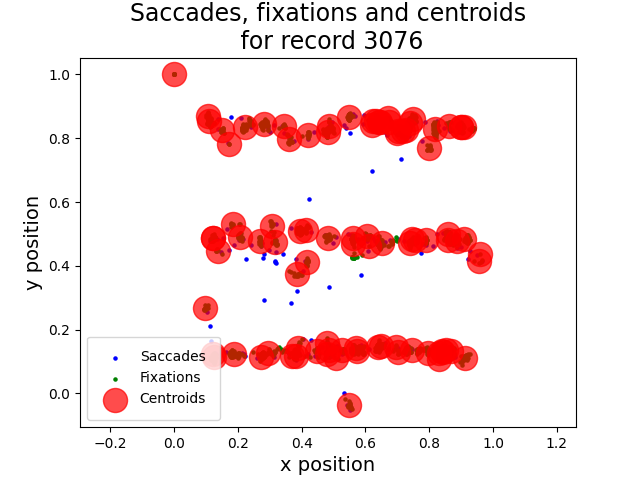 Saccades, fixations and centroids
for record 3076
1.0
0.8
0.6
0.4
0.2
0.0
y position
Saccades
Fixations
Centroids
−0.2
0.0
0.2
0.4
0.6
0.8
1.0
1.2
x position